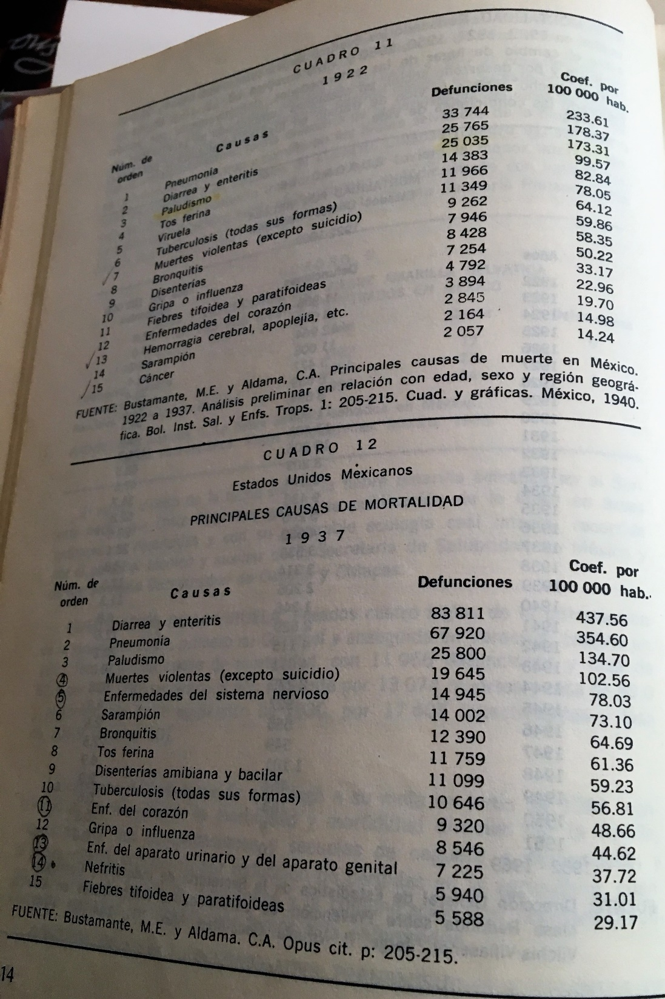 CUADRO 11
1922
Núm. de orden Causas Defunciones Coef. por 100 000 hab.
1 Pneumonía 33 744 233.61
2 Diarrea y enteritis 25 765 178.37
3 Paludismo 25 035 173.31
4 Tos ferina 14 383 99.57
5 Viruela 11 966 82.84
6 Tuberculosis (todas sus formas) 11 349 78.05
7 Muertes violentas (excepto suicidio) 9 262 64.12
8 Bronquitis 7 946 59.86
9 Disenterías 8 428 58.35
10 Gripa o influenza 7 254 50.22
11 Fiebres tifoidea y paratifoideas 4 792 33.17
12 Enfermedades del corazón 3 894 22.96
13 Hemorragia cerebral, apoplejía, etc. 2 845 19.70
14 Sarampión 2 164 14.98
15 Cáncer 2 057 14.24
FUENTE: Bustamante, M.E. y Aldama, C.A. Principales causas de muerte en México.
1922 a 1937. Análisis preliminar en relación con edad, sexo y región geográ-
fica. Bol. Inst. Sal. y Enfs. Trops. 1: 205-215. Cuad. y gráficas. México, 1940.
CUADRO 12
Estados Unidos Mexicanos
PRINCIPALES CAUSAS DE MORTALIDAD
1937
Núm. de orden Causas Defunciones Coef. por 100 000 hab.
1 Diarrea y enteritis 83 811 437.56
2 Pneumonía 67 920 354.60
3 Paludismo 25 800 134.70
4 Muertes violentas (excepto suicidio) 19 645 102.56
5 Enfermedades del sistema nervioso 14 945 78.03
6 Sarampión 14 002 73.10
7 Bronquitis 12 390 64.69
8 Tos ferina 11 759 61.36
9 Disenterías amibiana y bacilar 11 099 59.23
10 Tuberculosis (todas sus formas) 10 646 56.81
11 Enf. del corazón 9 320 48.66
12 Gripa o influenza 8 546 44.62
13 Enf. del aparato urinario y del aparato genital 7 225 37.72
14 Nefritis 5 940 31.01
15 Fiebres tifoidea y paratifoideas 5 588 29.17
FUENTE: Bustamante, M.E. y Aldama. C.A. Opus cit. p: 205-215.
14